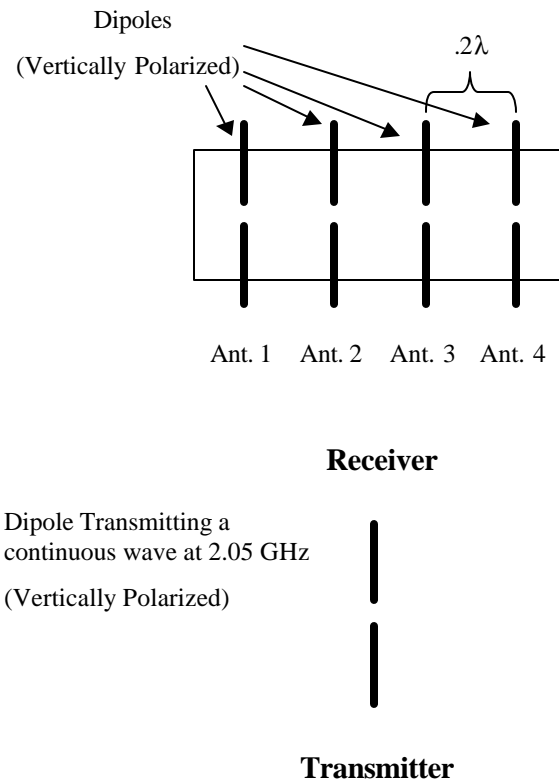 Dipoles
(Vertically Polarized)
.2λ
Ant. 1 Ant. 2 Ant. 3 Ant. 4
Receiver
Dipole Transmitting a
continuous wave at 2.05 GHz
(Vertically Polarized)
Transmitter